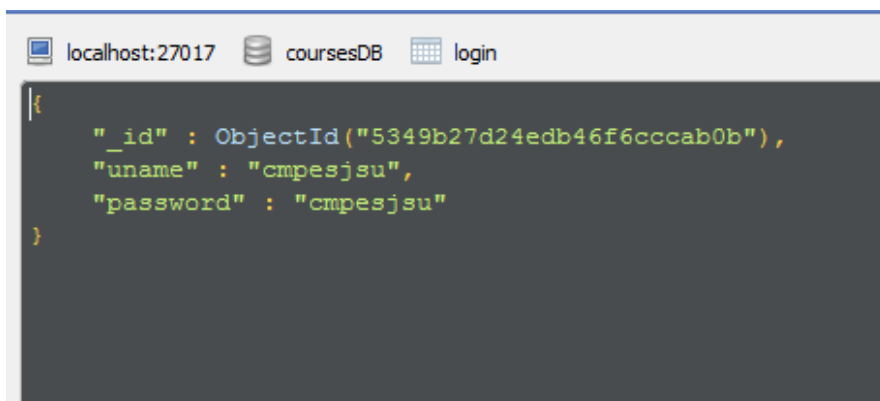 localhost:27017 coursesDB login
{
"_id" : ObjectId("5349b27d24edb46f6cccab0b"),
"uname" : "cmpesjsu",
"password" : "cmpesjsu"
}